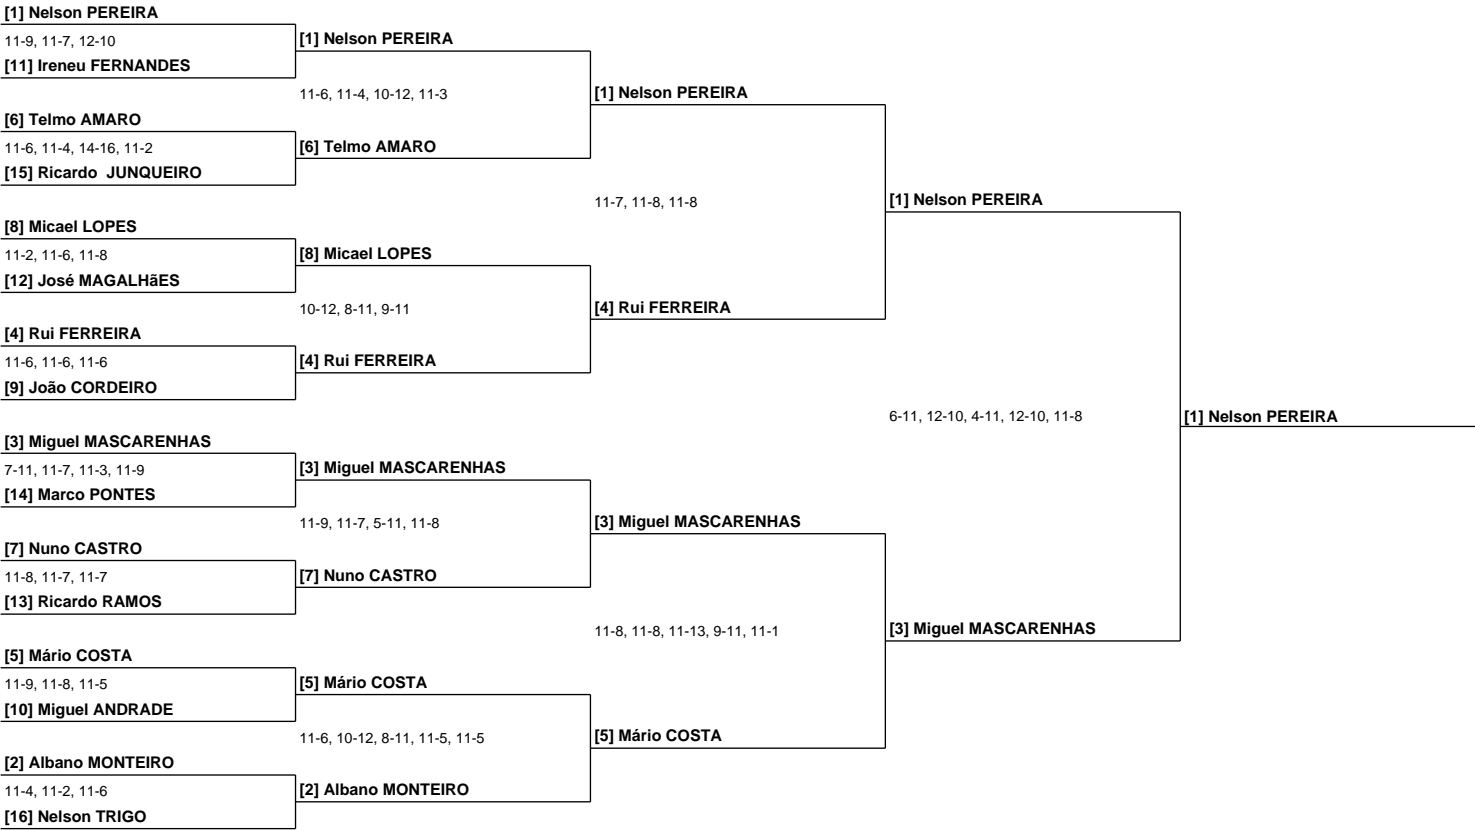 [1] Nelson PEREIRA
11-9, 11-7, 12-10
[11] Ireneu FERNANDES
[6] Telmo AMARO
11-6, 11-4, 14-16, 11-2
[15] Ricardo  JUNQUEIRO
[8] Micael LOPES
11-2, 11-6, 11-8
[12] José MAGALHãES
[4] Rui FERREIRA
11-6, 11-6, 11-6
[9] João CORDEIRO
[3] Miguel MASCARENHAS
7-11, 11-7, 11-3, 11-9
[14] Marco PONTES
[7] Nuno CASTRO
11-8, 11-7, 11-7
[13] Ricardo RAMOS
[5] Mário COSTA
11-9, 11-8, 11-5
[10] Miguel ANDRADE
[2] Albano MONTEIRO
11-4, 11-2, 11-6
[16] Nelson TRIGO
[1] Nelson PEREIRA
11-6, 11-4, 10-12, 11-3
[6] Telmo AMARO
[8] Micael LOPES
10-12, 8-11, 9-11
[4] Rui FERREIRA
[3] Miguel MASCARENHAS
11-9, 11-7, 5-11, 11-8
[7] Nuno CASTRO
[5] Mário COSTA
11-6, 10-12, 8-11, 11-5, 11-5
[2] Albano MONTEIRO
[1] Nelson PEREIRA
11-7, 11-8, 11-8
[4] Rui FERREIRA
[3] Miguel MASCARENHAS
11-8, 11-8, 11-13, 9-11, 11-1
[5] Mário COSTA
[1] Nelson PEREIRA
6-11, 12-10, 4-11, 12-10, 11-8
[3] Miguel MASCARENHAS
[1] Nelson PEREIRA